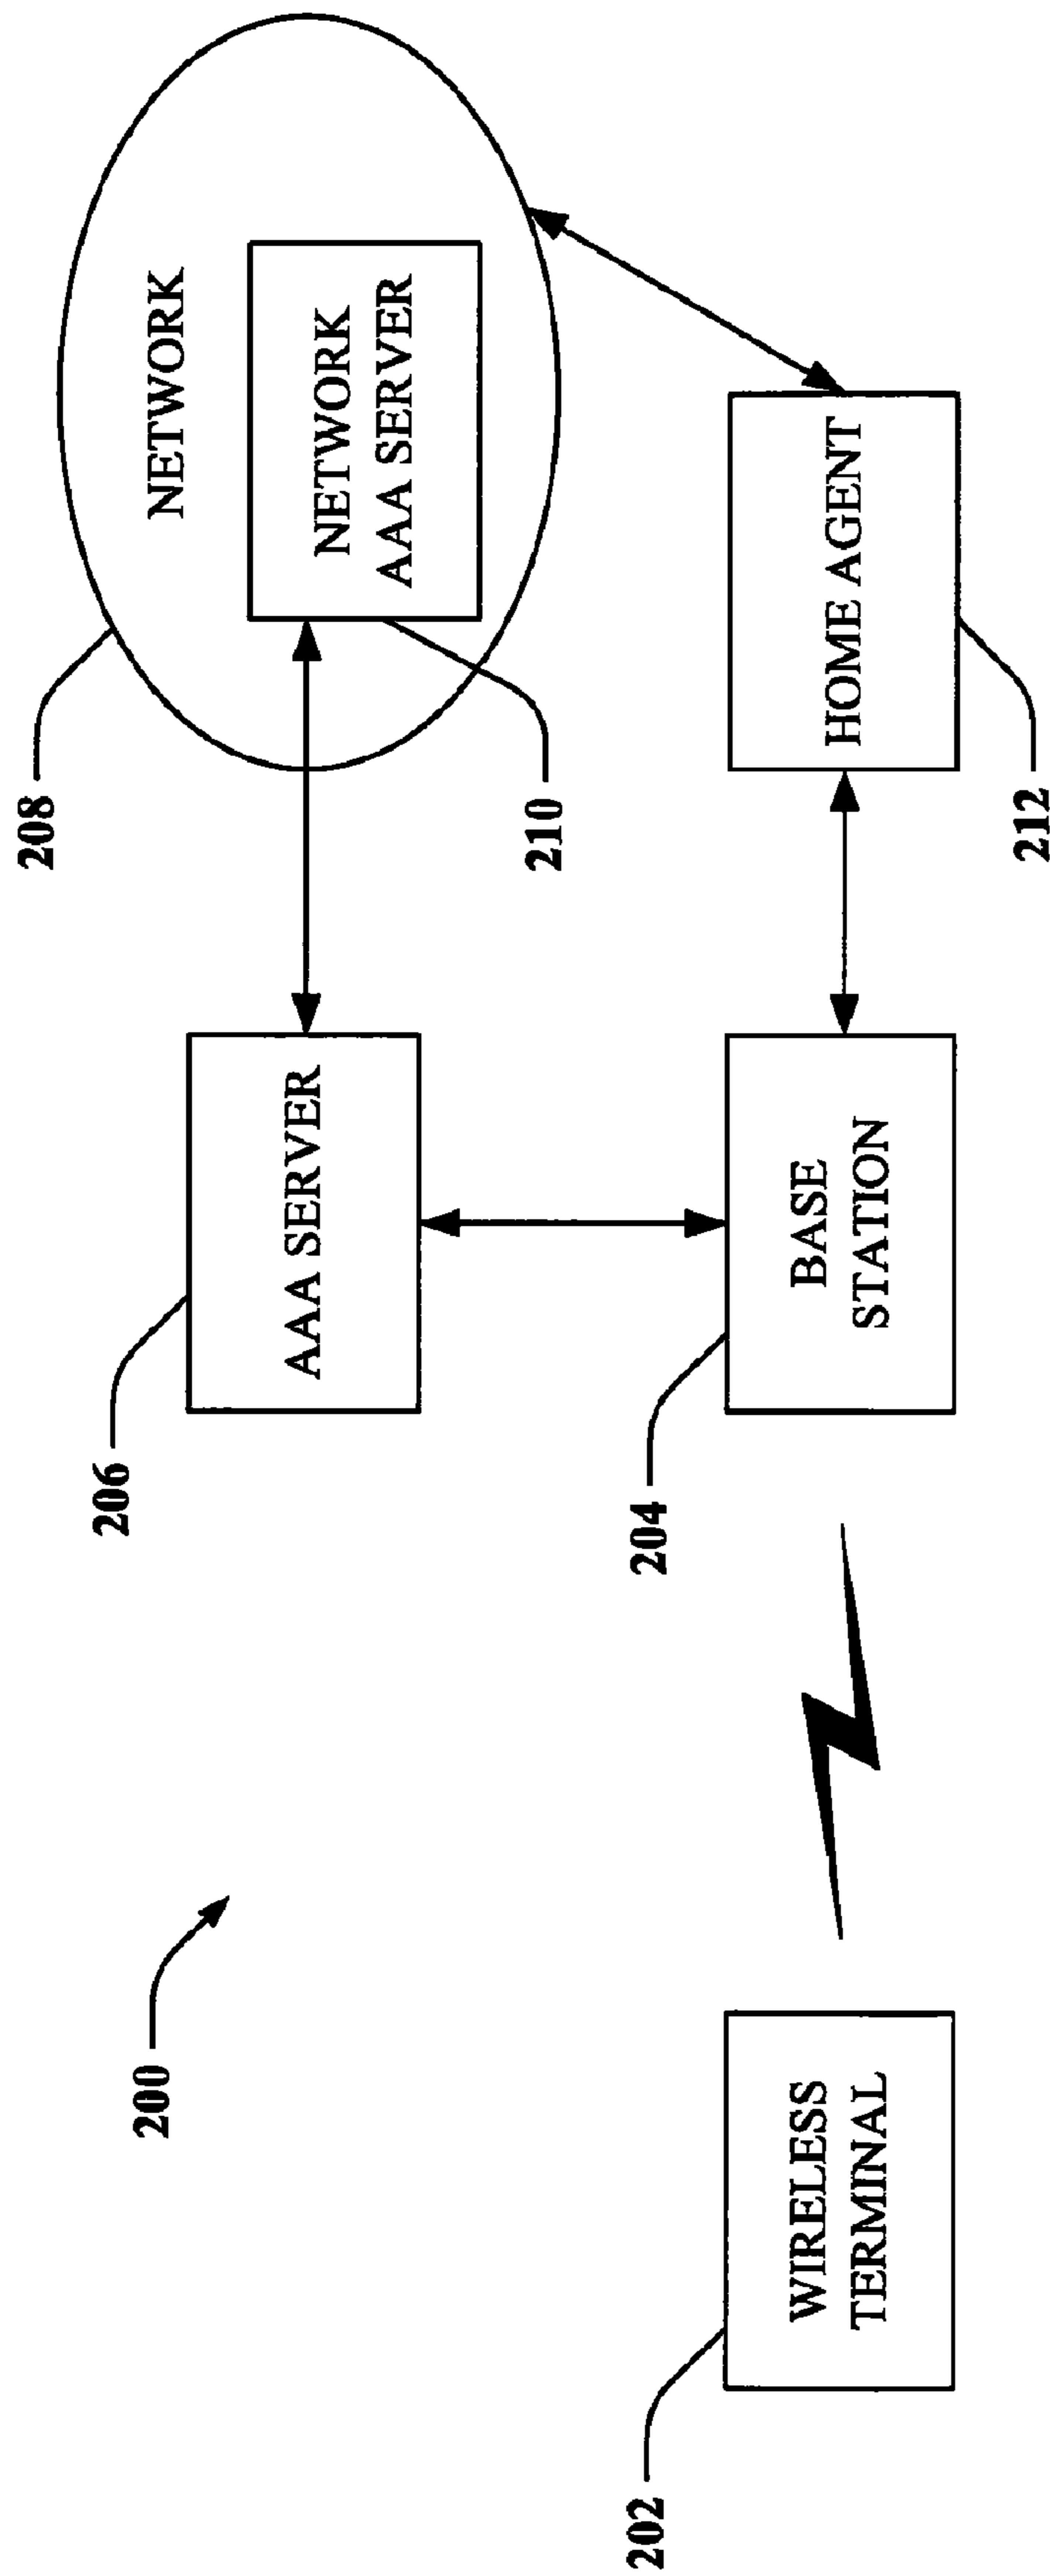 200
208
NETWORK
NETWORK
AAA SERVER
210
206
AAA SERVER
204
BASE
STATION
HOME AGENT
212
202
WIRELESS
TERMINAL